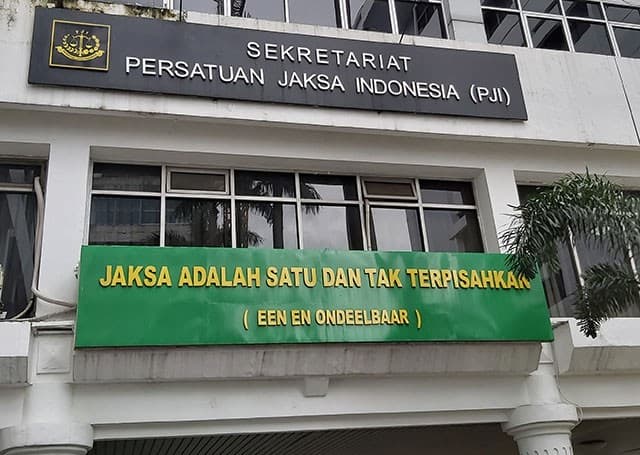 SEKRETARIAT
PERSATUAN JAKSA INDONESIA (PJI)
JAKSA ADALAH SATU DAN TAK TERPISAHKAN
( EEN EN ONDEELBAAR )